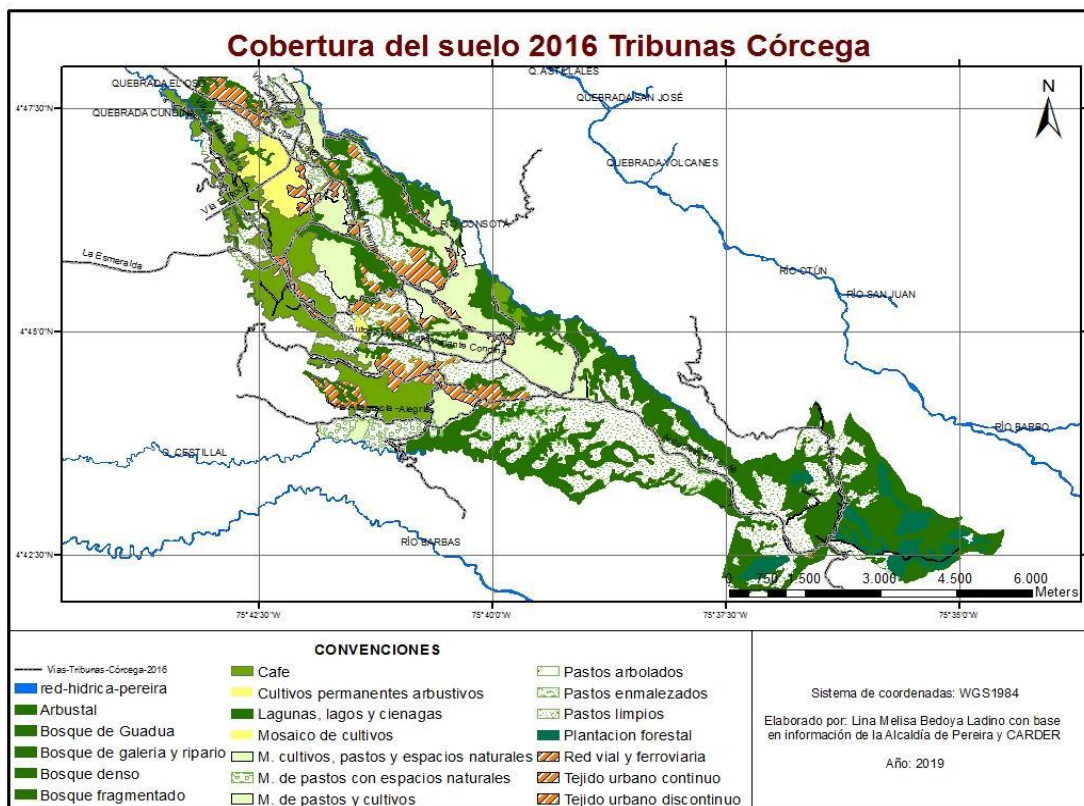 Cobertura del suelo 2016 Tribunas Córcega
Q. ASTILLALES
QUEBRADA EL OSO
QUEBRADA SAN JOSÉ
N
4°47'30"N
QUEBRADA CUNDINA
QUEBRADA VOLCANES
RÍO CONSOTA
La Esmeralda
RÍO OTÚN
RÍO SAN JUAN
4°45'0"N
RÍO BARBO
Q. CESTILLAL
RÍO BARBAS
4°42'30"N
0 750 1.500 3.000 4.500 6.000
Meters
75°42'30"W 75°40'0"W 75°37'30"W 75°35'0"W
CONVENCIONES
Vias-Tribunas-Córcega-2016
red-hidrica-pereira
Arbustal
Bosque de Guadua
Bosque de galeria y ripario
Bosque denso
Bosque fragmentado
Cafe
Cultivos permanentes arbustivos
Lagunas, lagos y cienagas
Mosaico de cultivos
M. cultivos, pastos y espacios naturales
M. de pastos con espacios naturales
M. de pastos y cultivos
Pastos arbolados
Pastos enmalezados
Pastos limpios
Plantacion forestal
Red vial y ferroviaria
Tejido urbano continuo
Tejido urbano discontinuo
Sistema de coordenadas: WGS1984
Elaborado por: Lina Melisa Bedoya Ladino con base
en información de la Alcaldía de Pereira y CARDER
Año: 2019